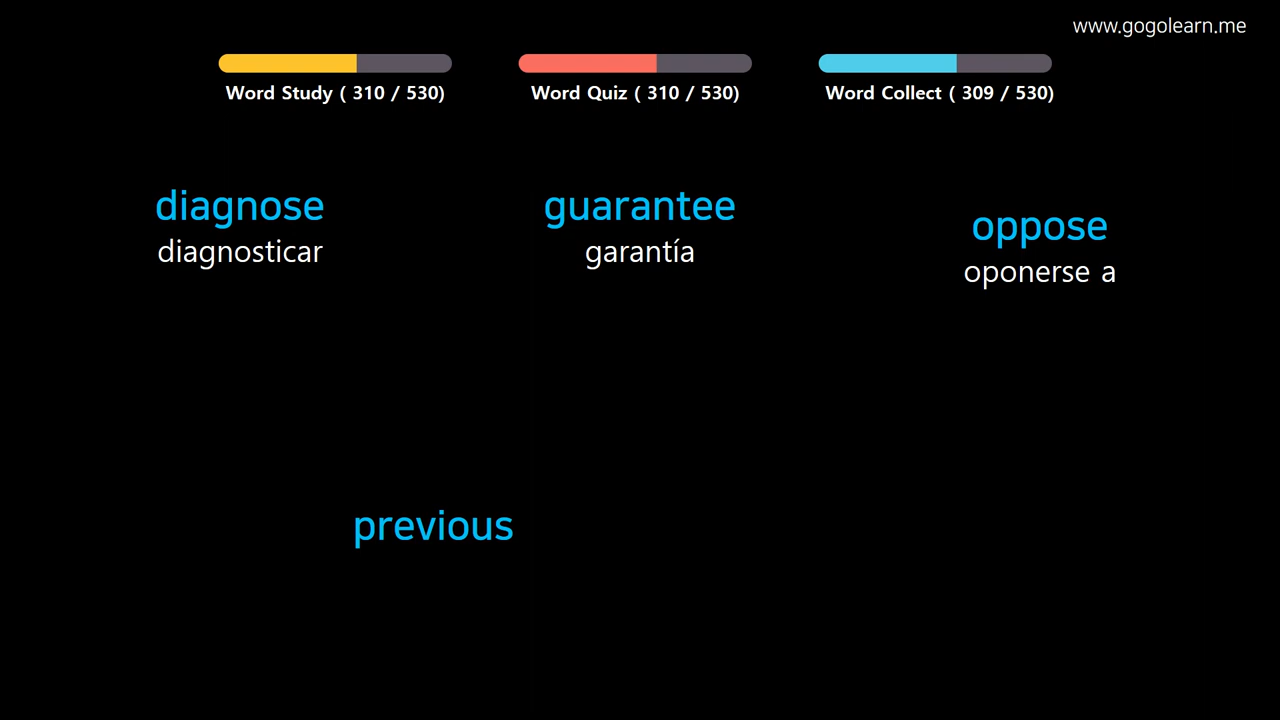 www.gogolearn.me
Word Study ( 310 / 530)
Word Quiz ( 310 / 530)
Word Collect ( 309 / 530)
diagnose
diagnosticar
guarantee
garantía
oppose
oponerse a
previous